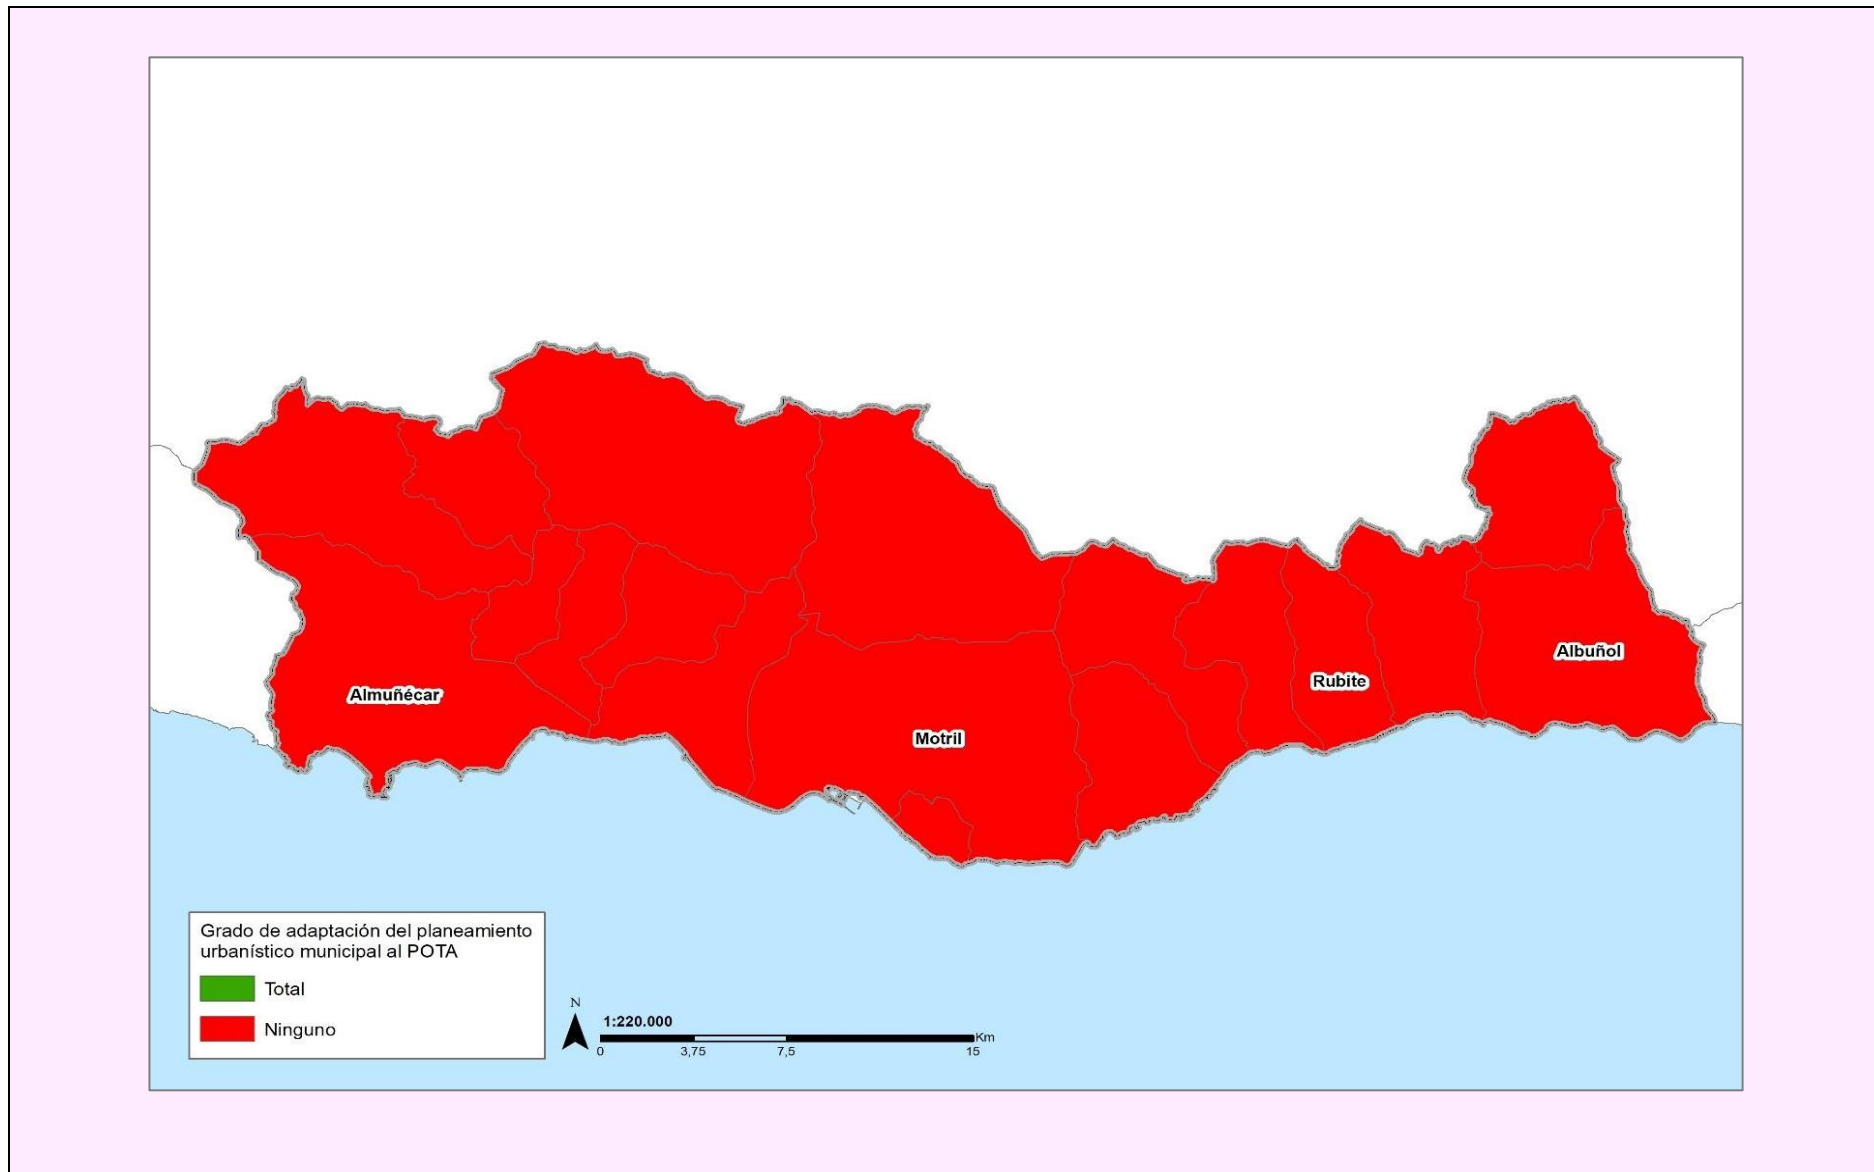 Almuñécar
Motril
Rubite
Albuñol
Grado de adaptación del planeamiento
urbanístico municipal al POTA
Total
Ninguno
N
1:220.000
Km
0 3,75 7,5 15